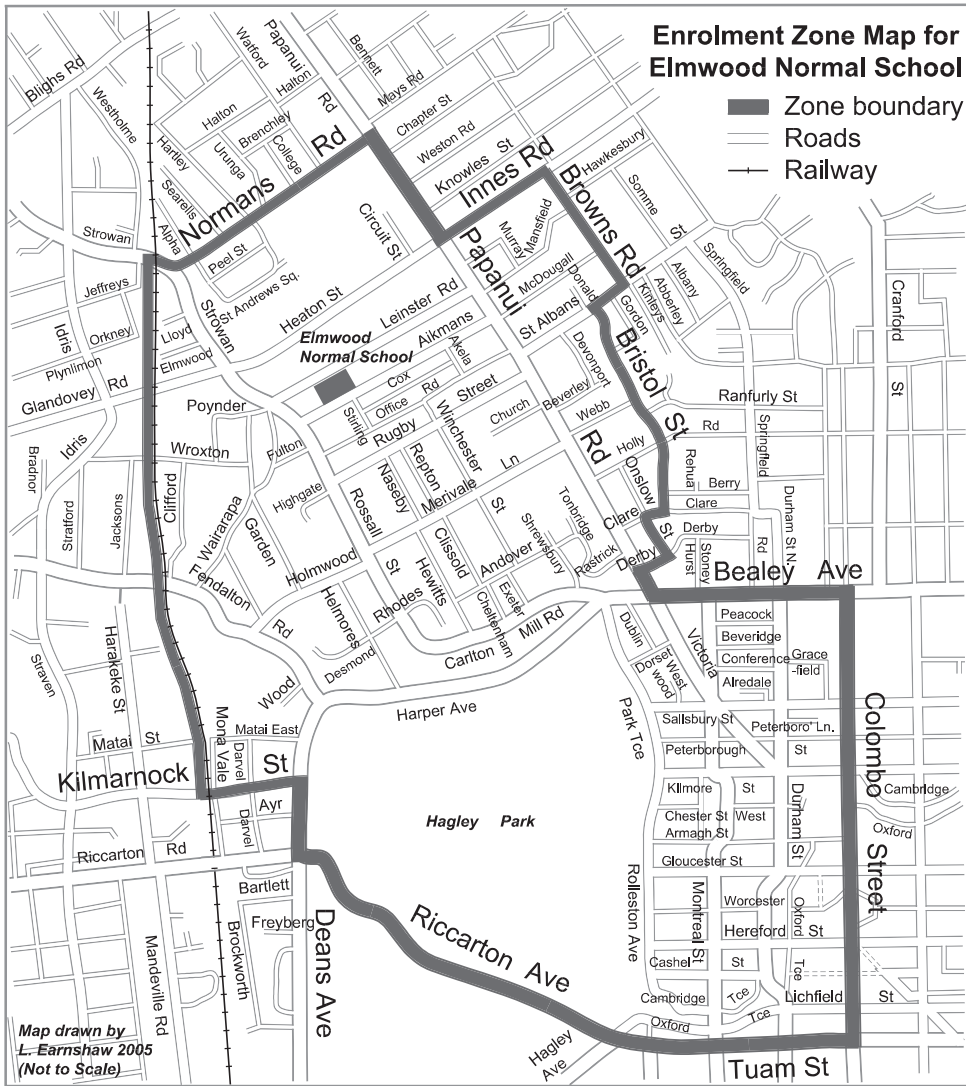 Enrolment Zone Map for
Elmwood Normal School
Zone boundary
Roads
Railway
Blighs Rd
Westholme
Watford
Papanui
Rd
Bennett
Mays Rd
Halton
Halton
Chapter St
Hartley
Urunga
Brenchley
College
Weston Rd
Knowles St
Innes Rd
Hawkesbury
Searells
Alpha
Normans Rd
Browns Rd
Somme
St
Strowan
Peel St
Circuit St
Murray
Mansfield
Springfield
Jeffreys
St Andrews Sq.
Papanui
McDougall
Donald
Albany
Abberley
Kinleys
Gordon
Cranford
St
Idris
Orkney
Lloyd
Strowan
Heaton St
Leinster Rd
St Albans
Plynlimon
Elmwood
Elmwood
Normal School
Aikmans
Akela
Devonport
Bristol St
Glandovey Rd
Cox
Rd
Street
Beverley
Ranfurly St
Poynder
Stirling
Office
Rugby
Winchester
Church
Webb
Idris
Wroxton
Fulton
Rd
Holly
Rd
Springfield
Bradnor
Naseby
Repton
Merivale
Ln
Onslow
Rehua
Berry
Stratford
Jacksons
Clifford
Highgate
Wairarapa
Garden
Rossall
St
St
Tonbridge
Clare
St
Clare
Durham St N.
Clissold
Shrewsbury
Derby
Hurst
Stoney
Rd
Fendalton
Rd
Holmwood
Hewitts
Andover
Rastrick
Derby
Bealey Ave
Helmores
Rhodes
Cheltenham
Exeter
Mill Rd
Peacock
Harakeke St
Desmond
Carlton
Dublin
Victoria
Beveridge
Straven
Wood
Dorset
West
wood
Conference
Grace
-field
Airedale
Harper Ave
Park Tce
Colombo
Street
Matai St
Mona Vale
Matai East
Darvel
Salisbury St
Peterboro' Ln.
Peterborough
St
Kilmarnock St
Kilmore
St
Cambridge
Ayr
Darvel
Hagley Park
Chester St
West
Durham St
Oxford
Armagh St
Riccarton Rd
Gloucester St
Bartlett
Rolleston Ave
Montreal St
Worcester
Oxford
Tce
Freyberg
Deans Ave
Riccarton Ave
Hereford
St
Brockworth
Mandeville Rd
Cashel
St
Cambridge
Tce
Lichfield
St
Oxford
Tce
Hagley
Ave
Tuam St
Map drawn by
L. Earnshaw 2005
(Not to Scale)